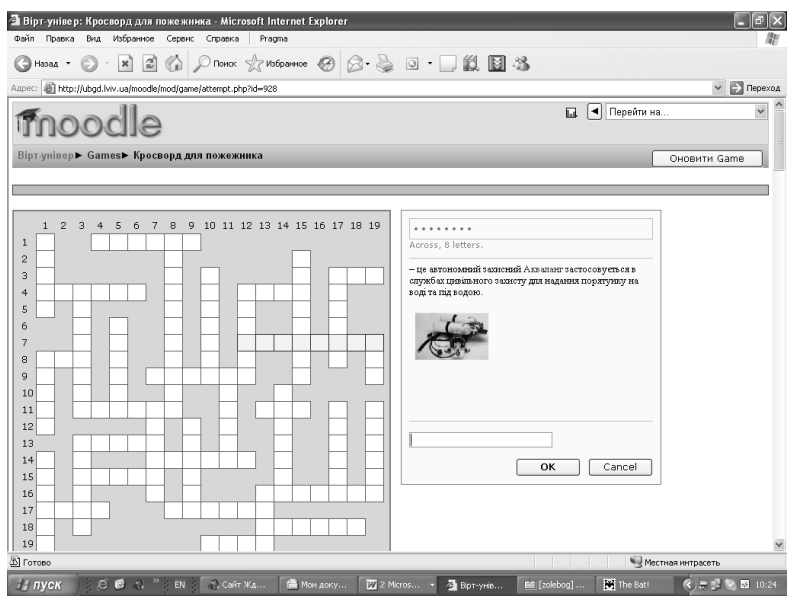 Вірт-універ: Кросворд для пожежника - Microsoft Internet Explorer
Файл Правка Вид Избранное Сервис Справка Pragma
Назад Поиск Избранное
Адрес: http://ubgd.lviv.ua/moodle/mod/game/attempt.php?id=928 Переход
moodle
Перейти на...
Вірт-універ► Games► Кросворд для пожежника
Оновити Game
1 2 3 4 5 6 7 8 9 10 11 12 13 14 15 16 17 18 19
1
2
3
4
5
6
7
8
9
10
11
12
13
14
15
16
17
18
19
Across, 8 letters.
– це автономний захисний Акваланг застосовується в
службах цивільного захисту для надання порятунку на
воді та під водою.
OK Cancel
Готово Местная интрасеть
пуск EN Сайт Жд... Мои доку... 2 Micros... Вірт-унів... [zolebog] ... The Bat! 10:24